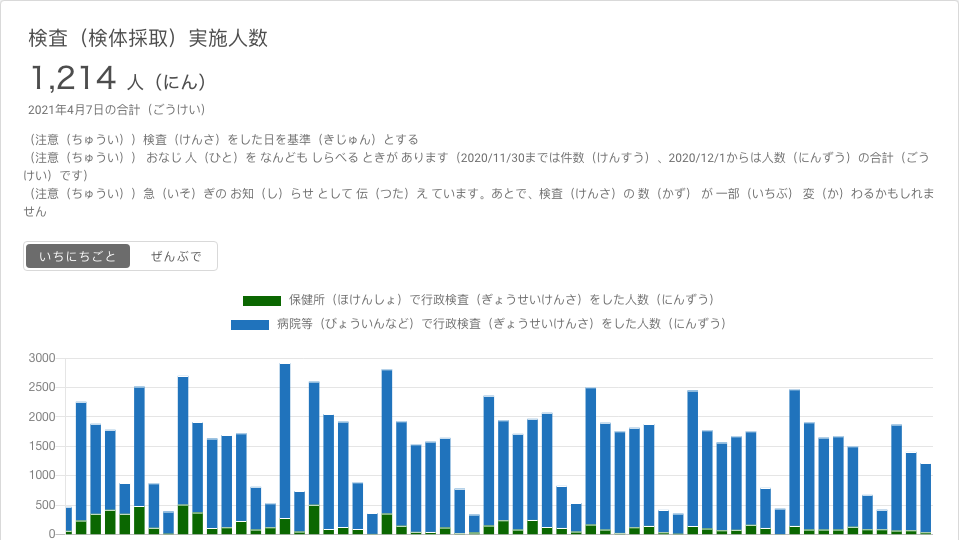 検査（検体採取）実施人数
1,214 人（にん）
2021年4月7日の合計（ごうけい）
（注意（ちゅうい））検査（けんさ）をした日を基準（きじゅん）とする
（注意（ちゅうい）） おなじ 人（ひと）を なんども しらべる ときが あります（2020/11/30までは件数（けんすう）、2020/12/1からは人数（にんずう）の合計（ごう
けい）です）
（注意（ちゅうい））急（いそ）ぎの お知（し）らせ として 伝（つた）え ています。あとで、検査（けんさ）の 数（かず） が 一部（いちぶ） 変（か）わるかもしれま
せん
いちにちごと ぜんぶで
保健所（ほけんしょ）で行政検査（ぎょうせいけんさ）をした人数（にんずう）
病院等（びょういんなど）で行政検査（ぎょうせいけんさ）をした人数（にんずう）
3000
2500
2000
1500
1000
500
0